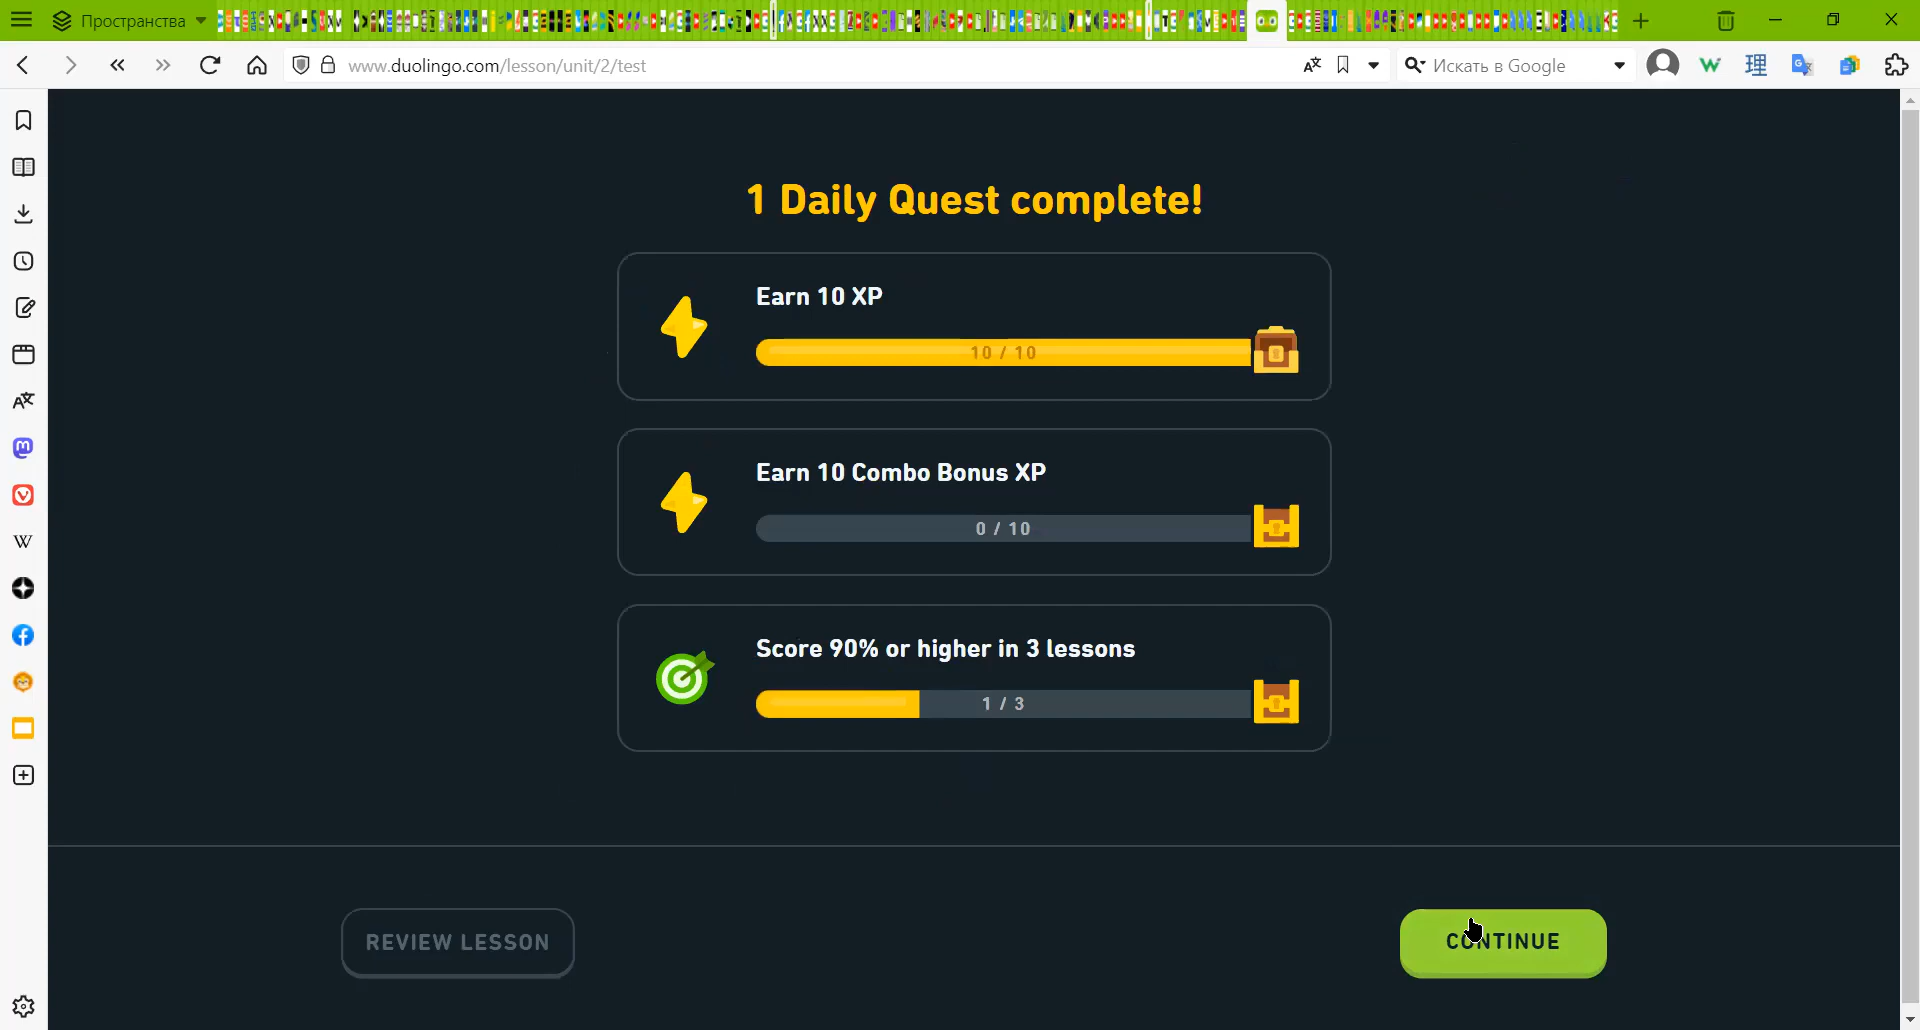 Пространства
www.duolingo.com/lesson/unit/2/test
Искать в Google
1 Daily Quest complete!
Earn 10 XP
10 / 10
Earn 10 Combo Bonus XP
0 / 10
Score 90% or higher in 3 lessons
1 / 3
REVIEW LESSON
CONTINUE